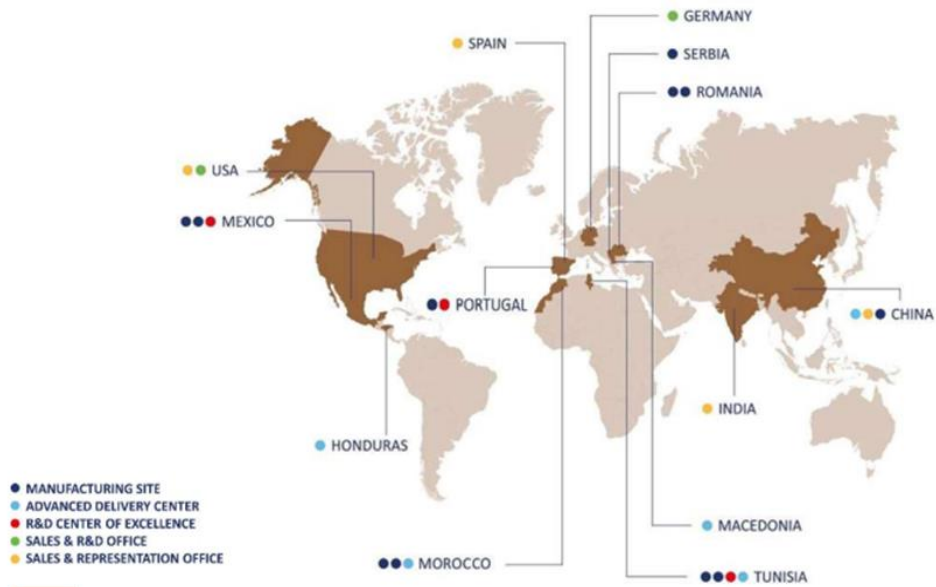 GERMANY
SPAIN
SERBIA
ROMANIA
USA
MEXICO
PORTUGAL
CHINA
INDIA
HONDURAS
MANUFACTURING SITE
ADVANCED DELIVERY CENTER
R&D CENTER OF EXCELLENCE
SALES & R&D OFFICE
SALES & REPRESENTATION OFFICE
MACEDONIA
MOROCCO
TUNISIA